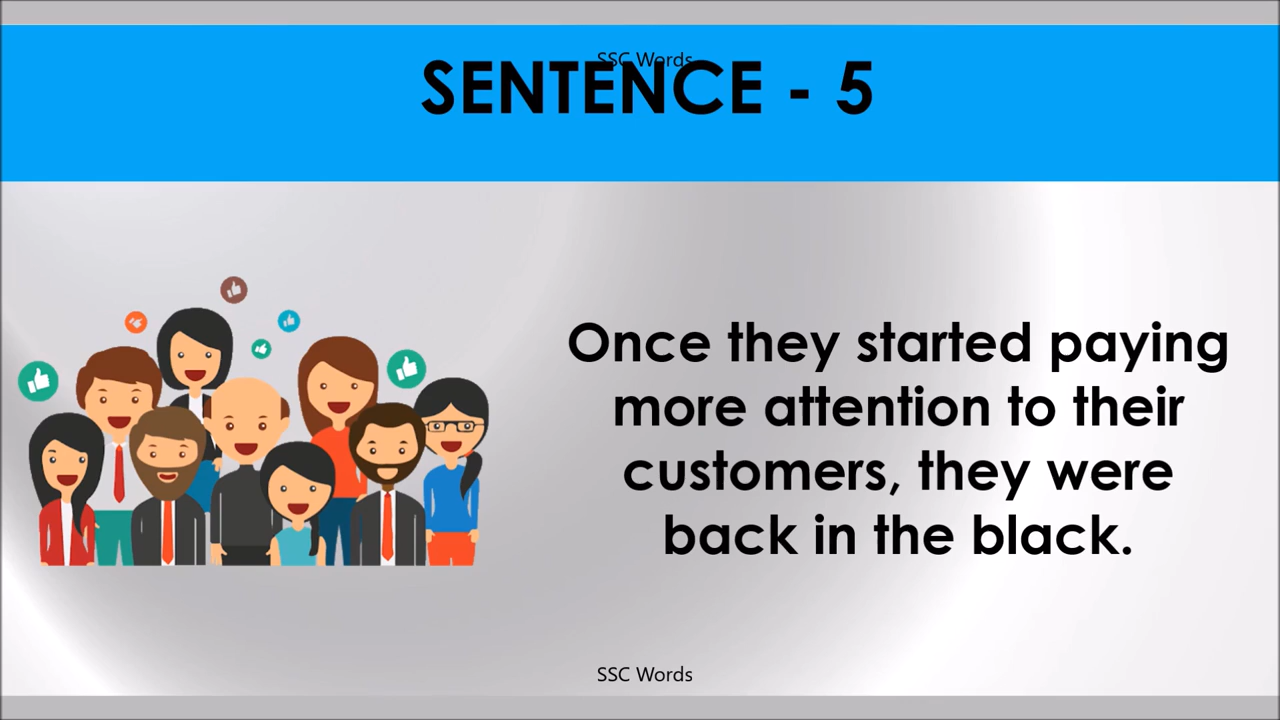 SSC Words
SENTENCE - 5
Once they started paying
more attention to their
customers, they were
back in the black.
SSC Words